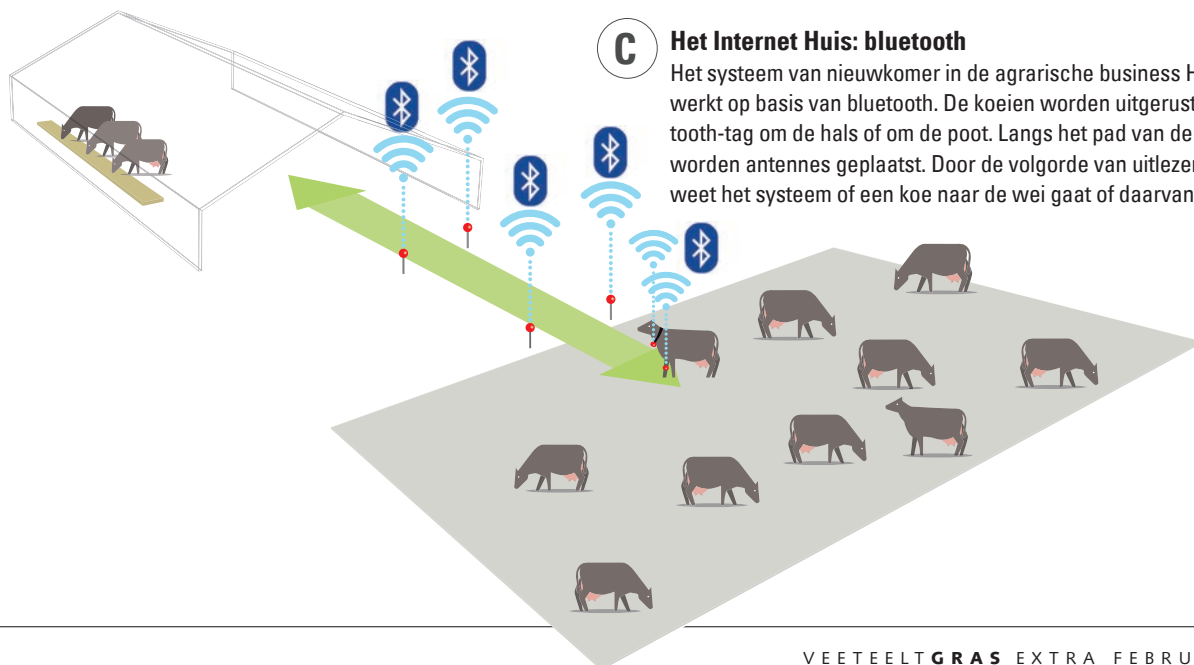 C
Het Internet Huis: bluetooth
Het systeem van nieuwkomer in de agrarische business H
werkt op basis van bluetooth. De koeien worden uitgerust
tooth-tag om de hals of om de poot. Langs het pad van de
worden antennes geplaatst. Door de volgorde van uitlezen
weet het systeem of een koe naar de wei gaat of daarvan
VEETEELTGRAS EXTRA FEBRU